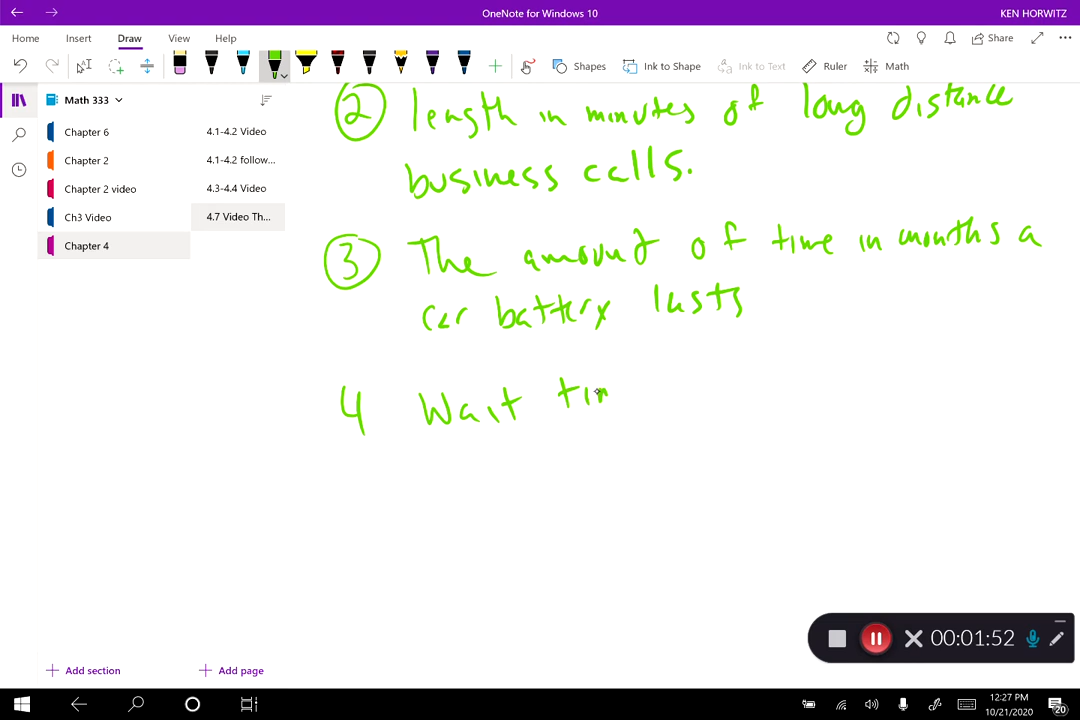 OneNote for Windows 10
KEN HORWITZ
Home Insert Draw View Help
Share
Shapes Ink to Shape Ink to Text Ruler Math
Math 333
Chapter 6
Chapter 2
Chapter 2 video
Ch3 Video
Chapter 4
4.1-4.2 Video
4.1-4.2 follow...
4.3-4.4 Video
4.7 Video Th...
2 length in minutes of long distance
business calls.
3 The amount of time in months a
car battery lasts
4 Wait tim
00:01:52
Add section
Add page
12:27 PM
10/21/2020
20